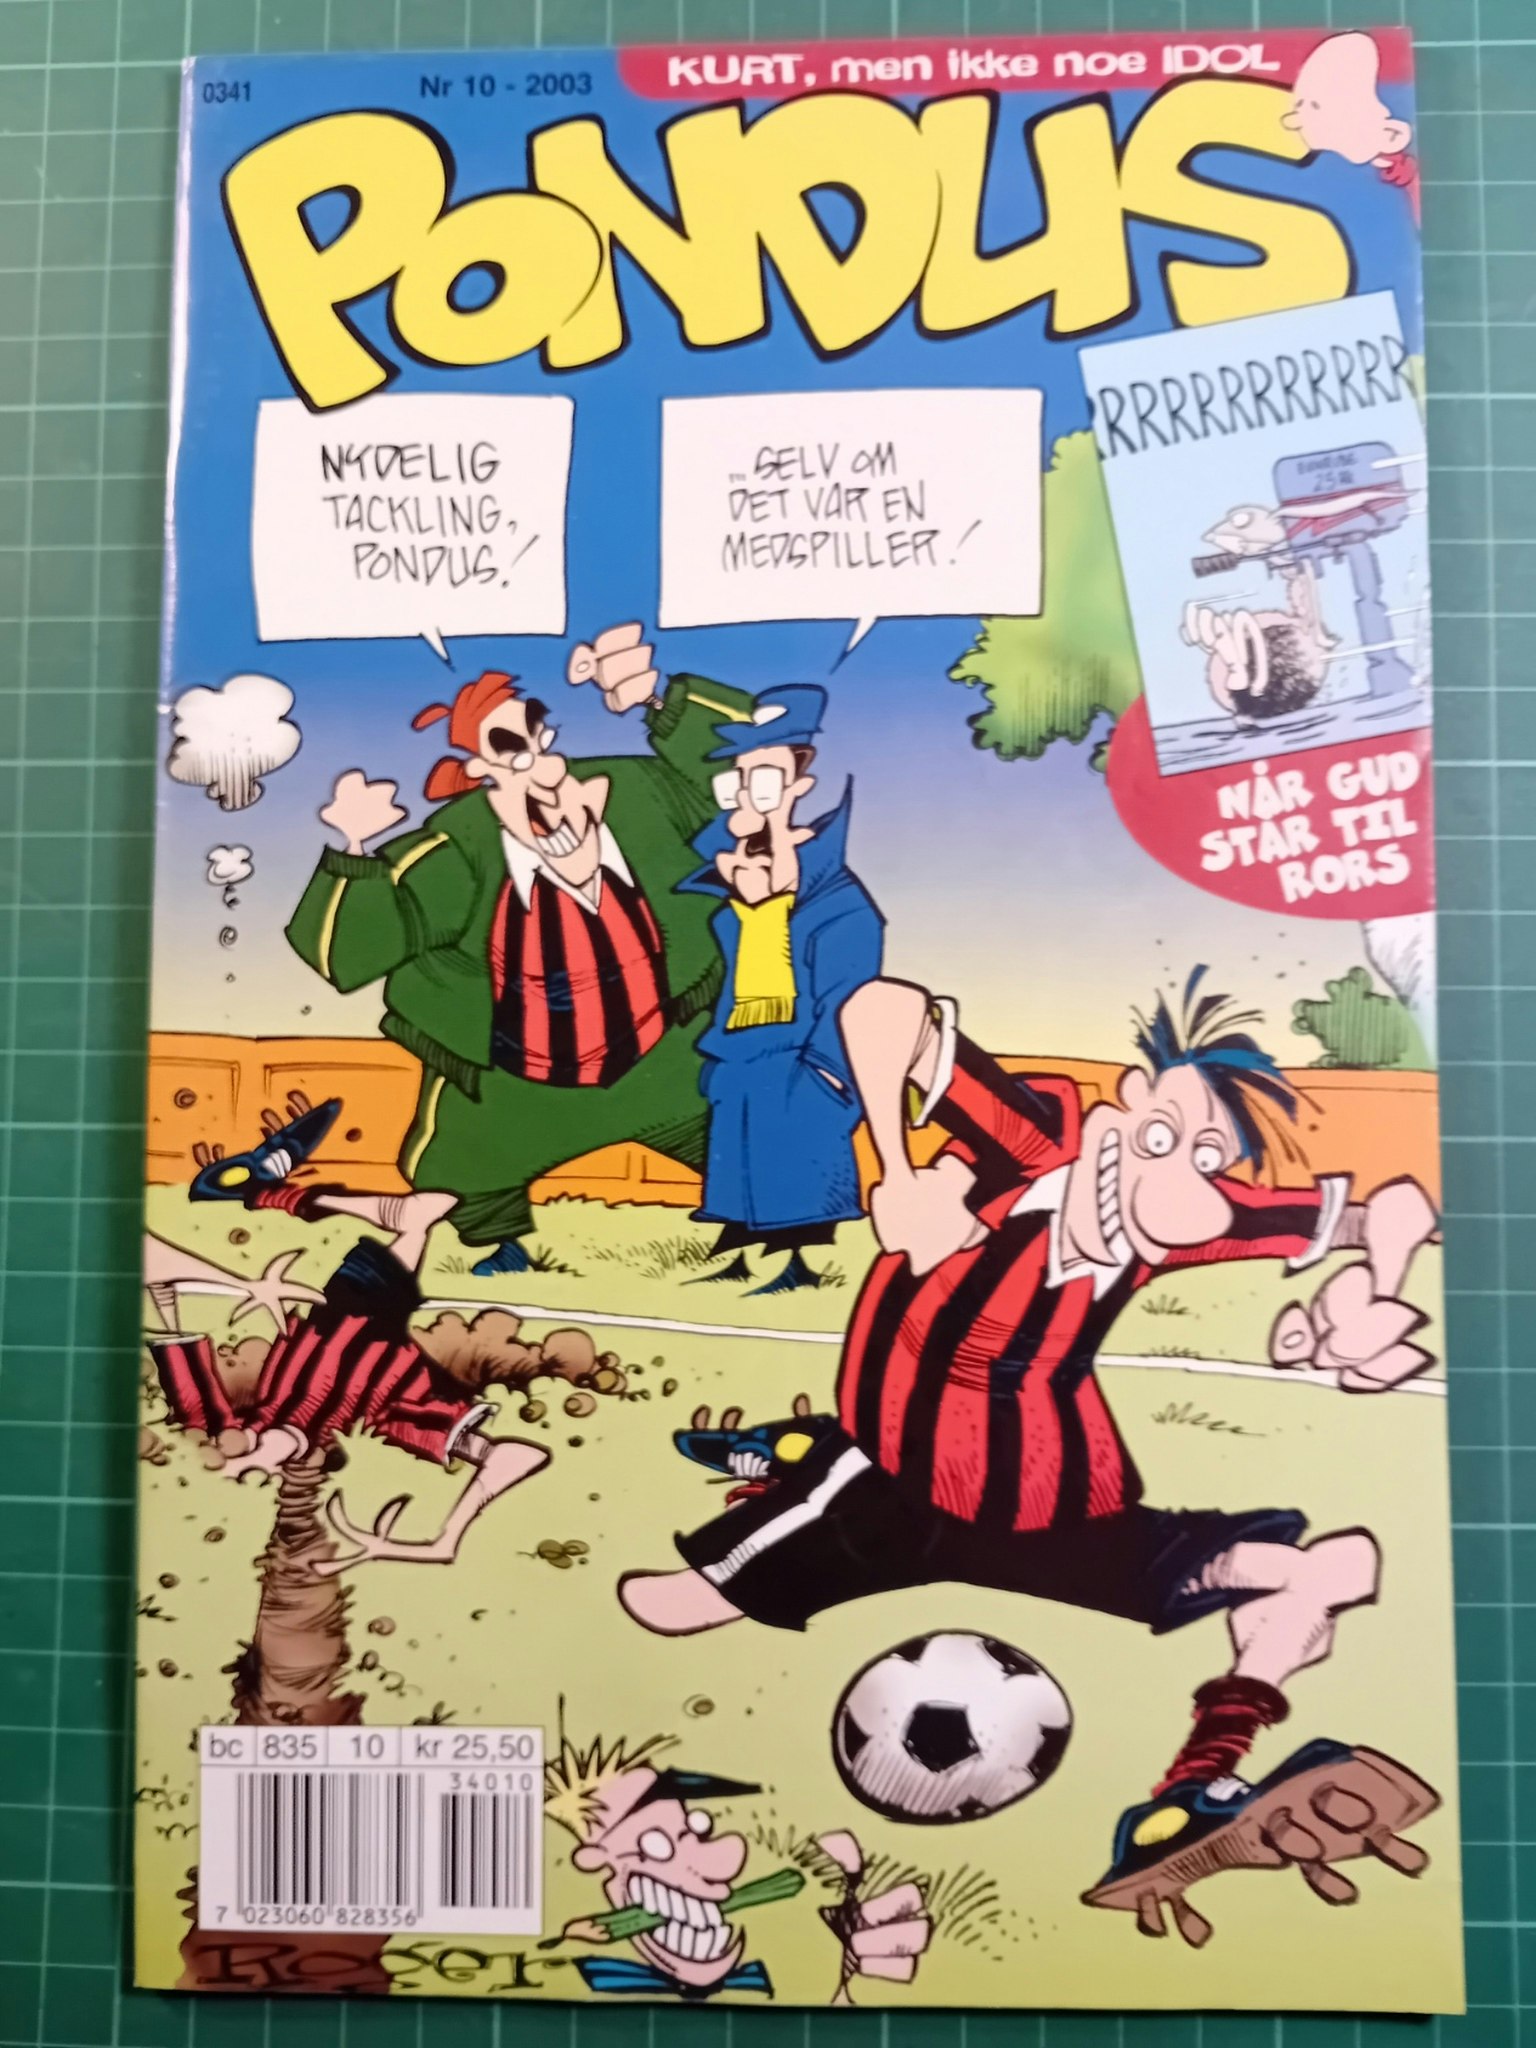 0341
Nr 10 - 2003
KURT, men ikke noe IDOL
PONDUS
NYDELIG
TACKLING,
PONDUS!
...SELV OM
DET VAR EN
MEDSPILLER!
RRRRRRRRRRRR
NÅR GUD
STÅR TIL
RORS
bc 835 10 kr 25,50
34010
7 023060 828356